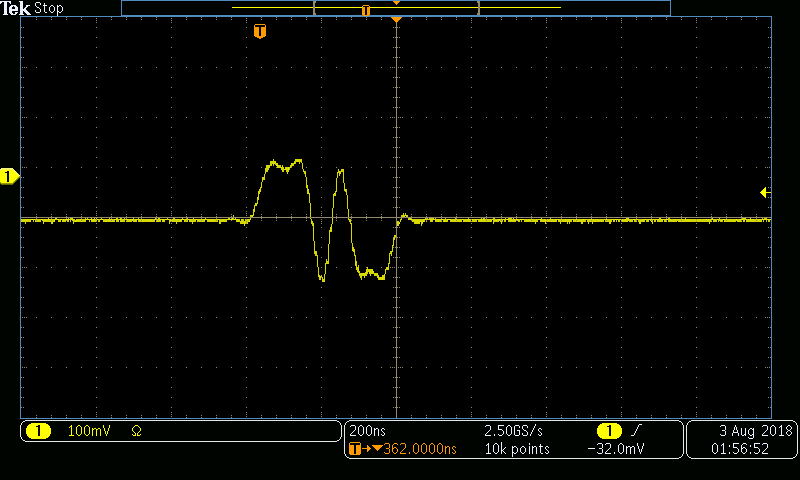 Tek Stop
T
T
1
1 100mV Ω
200ns 2.50GS/s 1 /
T→▼362.0000ns 10k points −32.0mV
3 Aug 2018
01:56:52